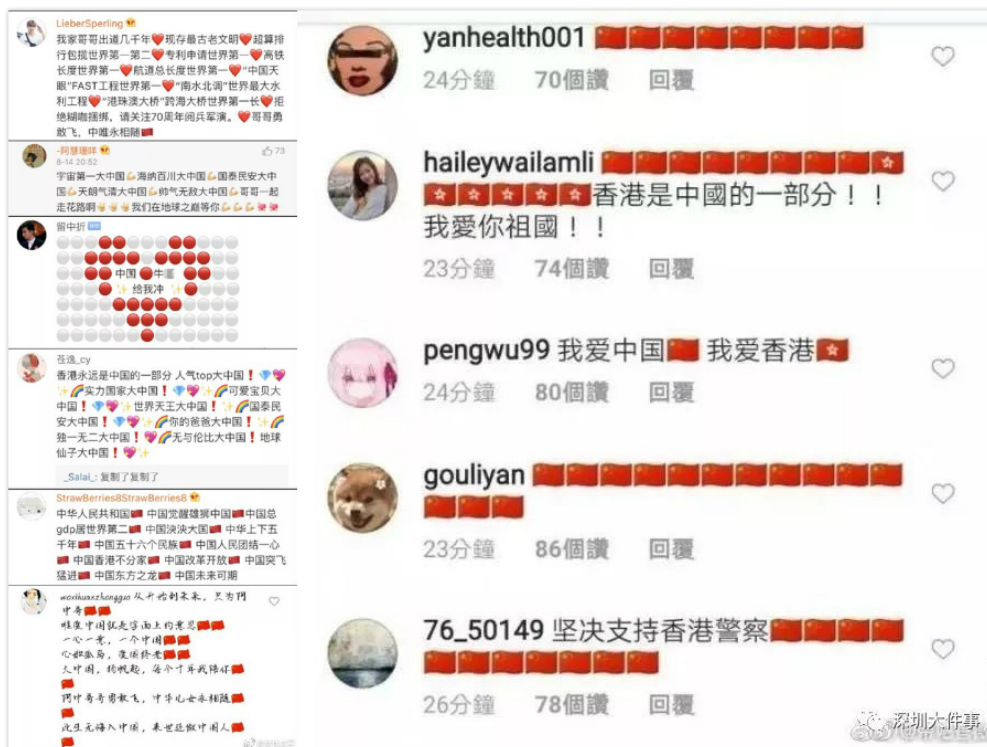 LieberSperling
我家哥哥出道几千年❤️现存最古老文明❤️超算排
行包揽世界第一第二❤️专利申请世界第一❤️高铁
长度世界第一❤️航道总长度世界第一❤️“中国天
眼”FAST工程世界第一❤️“南水北调”世界最大水
利工程❤️“港珠澳大桥”跨海大桥世界第一长❤️拒
绝糊咖捆绑，请关注70周年阅兵军演。❤️哥哥勇
敢飞，中唯永相随🇨🇳
-阿慧珊咩
73
8-14 20:52
宇宙第一大中国💪海纳百川大中国💪国泰民安大中
国💪天朗气清大中国💪帅气无敌大中国💪哥哥一起
走花路啊✌✌✌我们在地球之巅等你💪💪💪💘💘
留中折
中国🔴牛
✨给我冲✨
苍逸_cy
香港永远是中国的一部分 人气top大中国❗💎💖
✨🌈实力国家大中国❗💎💖✨🌈可爱宝贝大
中国❗💎💖✨世界天王大中国❗✨🌈国泰民
安大中国❗💎💖✨🌈你的爸爸大中国❗✨🌈
独一无二大中国❗💖🌈无与伦比大中国❗地球
仙子大中国❗💖✨
_Salai_: 复制了复制了
StrawBerries8StrawBerries8
中华人民共和国🇨🇳 中国觉醒雄狮中国🇨🇳中国总
gdp居世界第二🇨🇳 中国泱泱大国🇨🇳 中华上下五
千年🇨🇳 中国五十六个民族🇨🇳 中国人民团结一心
🇨🇳 中国香港不分家🇨🇳 中国改革开放🇨🇳 中国突飞
猛进🇨🇳 中国东方之龙🇨🇳 中国未来可期
从开始到未来，只为阿
中哥🇨🇳🇨🇳
唯爱中国就是字面上的意思🇨🇳🇨🇳
一心一意，一个中国🇨🇳🇨🇳
🇨🇳🇨🇳
大中国，扬帆起，每个十年我陪你🇨🇳
🇨🇳
阿中哥哥勇敢飞，中华儿女永相随🇨🇳
🇨🇳
此生无悔入中国，来世还做中国人🇨🇳
🇨🇳
yanhealth001 🇨🇳🇨🇳🇨🇳🇨🇳🇨🇳🇨🇳🇨🇳🇨🇳
24分鐘 70個讚 回覆
haileywailamli 🇨🇳🇨🇳🇨🇳🇨🇳🇨🇳🇨🇳🇨🇳🇨🇳🇭🇰
🇭🇰🇭🇰🇭🇰🇭🇰🇭🇰香港是中國的一部分！！
我愛你祖國！！
23分鐘 74個讚 回覆
pengwu99 我爱中国🇨🇳 我爱香港🇭🇰
24分鐘 80個讚 回覆
gouliyan 🇨🇳🇨🇳🇨🇳🇨🇳🇨🇳🇨🇳🇨🇳🇨🇳🇨🇳🇨🇳🇨🇳
🇨🇳🇨🇳🇨🇳
23分鐘 86個讚 回覆
76_50149 坚决支持香港警察🇨🇳🇨🇳🇨🇳🇨🇳
🇨🇳🇨🇳🇨🇳🇨🇳🇨🇳🇨🇳🇨🇳
26分鐘 78個讚 回覆
深圳大件事